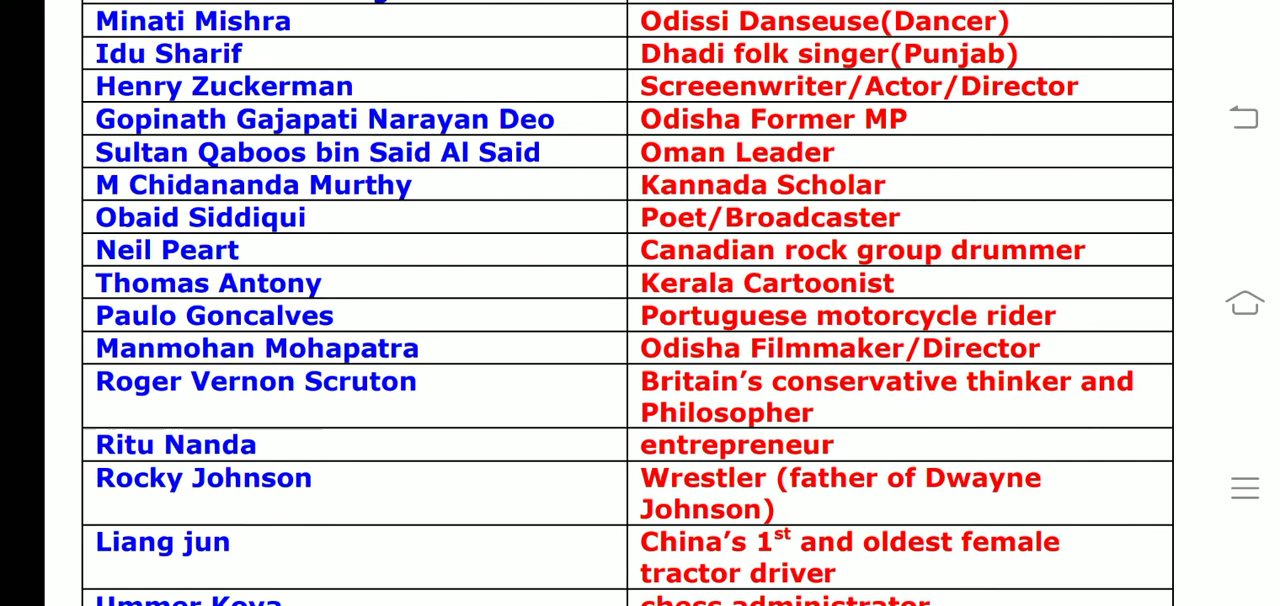 Minati Mishra Odissi Danseuse(Dancer)
Idu Sharif Dhadi folk singer(Punjab)
Henry Zuckerman Screeenwriter/Actor/Director
Gopinath Gajapati Narayan Deo Odisha Former MP
Sultan Qaboos bin Said Al Said Oman Leader
M Chidananda Murthy Kannada Scholar
Obaid Siddiqui Poet/Broadcaster
Neil Peart Canadian rock group drummer
Thomas Antony Kerala Cartoonist
Paulo Goncalves Portuguese motorcycle rider
Manmohan Mohapatra Odisha Filmmaker/Director
Roger Vernon Scruton Britain’s conservative thinker and
Philosopher
Ritu Nanda entrepreneur
Rocky Johnson Wrestler (father of Dwayne
Johnson)
Liang jun China’s 1st and oldest female
tractor driver
Ummer Koya chess administrator